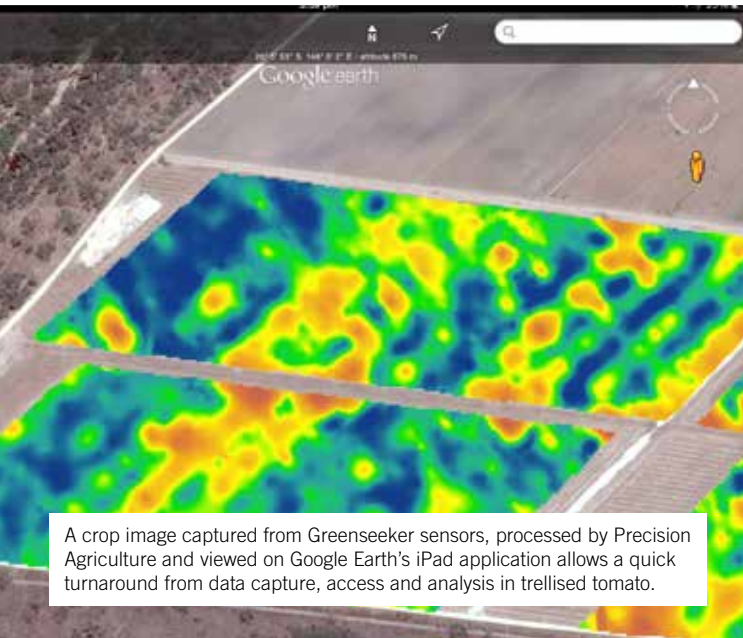 N
Google earth
A crop image captured from Greenseeker sensors, processed by Precision
Agriculture and viewed on Google Earth's iPad application allows a quick
turnaround from data capture, access and analysis in trellised tomato.